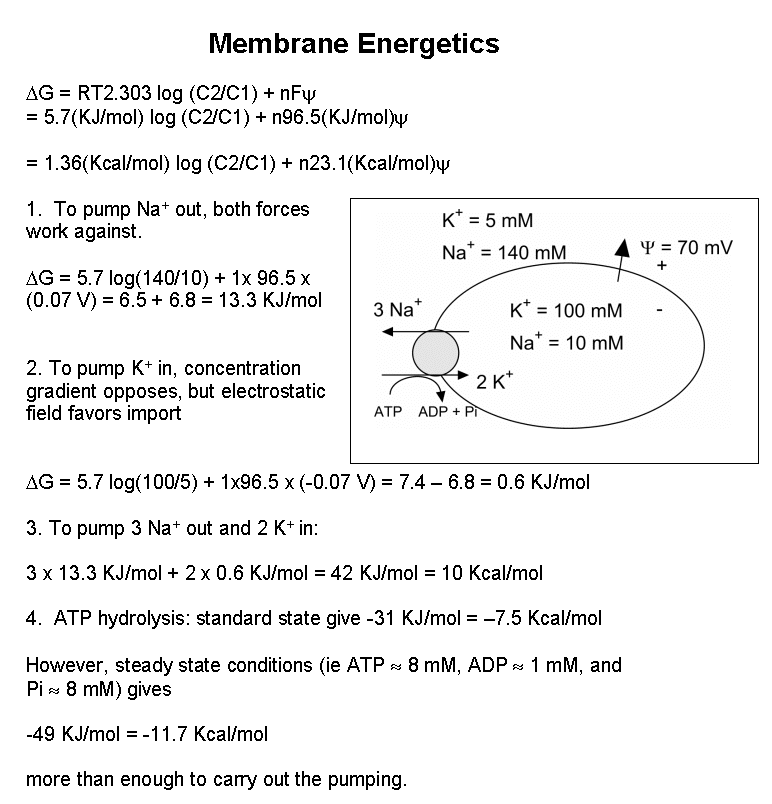 Membrane Energetics
ΔG = RT2.303 log (C2/C1) + nFψ
= 5.7(KJ/mol) log (C2/C1) + n96.5(KJ/mol)ψ
= 1.36(Kcal/mol) log (C2/C1) + n23.1(Kcal/mol)ψ
1. To pump Na⁺ out, both forces
work against.
ΔG = 5.7 log(140/10) + 1x 96.5 x
(0.07 V) = 6.5 + 6.8 = 13.3 KJ/mol
2. To pump K⁺ in, concentration
gradient opposes, but electrostatic
field favors import
K⁺ = 5 mM
Na⁺ = 140 mM
Ψ = 70 mV
+
3 Na⁺
K⁺ = 100 mM
-
Na⁺ = 10 mM
2 K⁺
ATP ADP + Pi
ΔG = 5.7 log(100/5) + 1x96.5 x (-0.07 V) = 7.4 – 6.8 = 0.6 KJ/mol
3. To pump 3 Na⁺ out and 2 K⁺ in:
3 x 13.3 KJ/mol + 2 x 0.6 KJ/mol = 42 KJ/mol = 10 Kcal/mol
4. ATP hydrolysis: standard state give -31 KJ/mol = –7.5 Kcal/mol
However, steady state conditions (ie ATP ≈ 8 mM, ADP ≈ 1 mM, and
Pi ≈ 8 mM) gives
-49 KJ/mol = -11.7 Kcal/mol
more than enough to carry out the pumping.